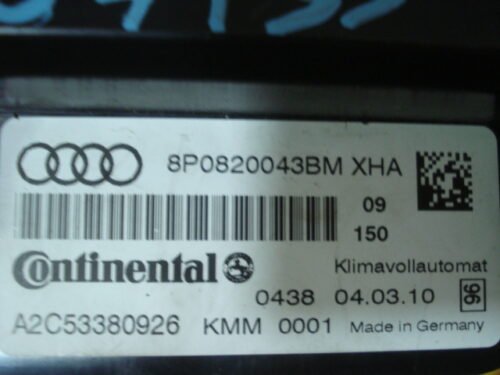 8P0820043BM XHA
09
150
Continental
Klimavollautomat
0438 04.03.10 96
A2C53380926 KMM 0001 Made in Germany